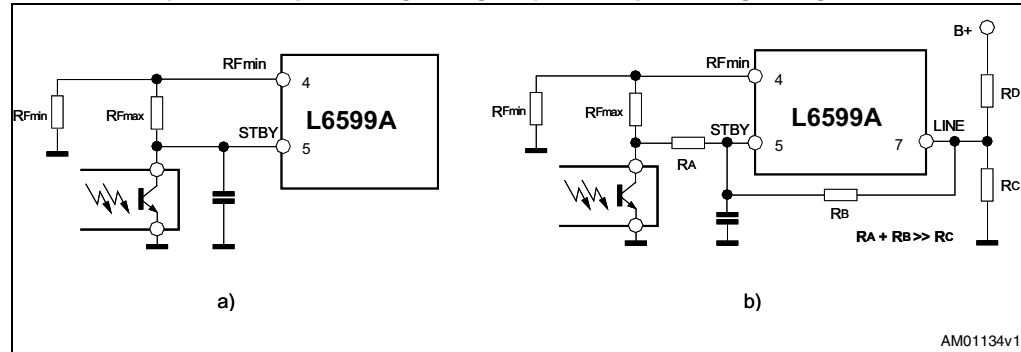 RFmin
4
RFmin
RFmax
L6599A
STBY
5
a)
B+
RFmin
4
RD
RFmin
RFmax
L6599A
STBY
LINE
5
7
RA
RC
RB
RA + RB >> RC
b)
AM01134v1